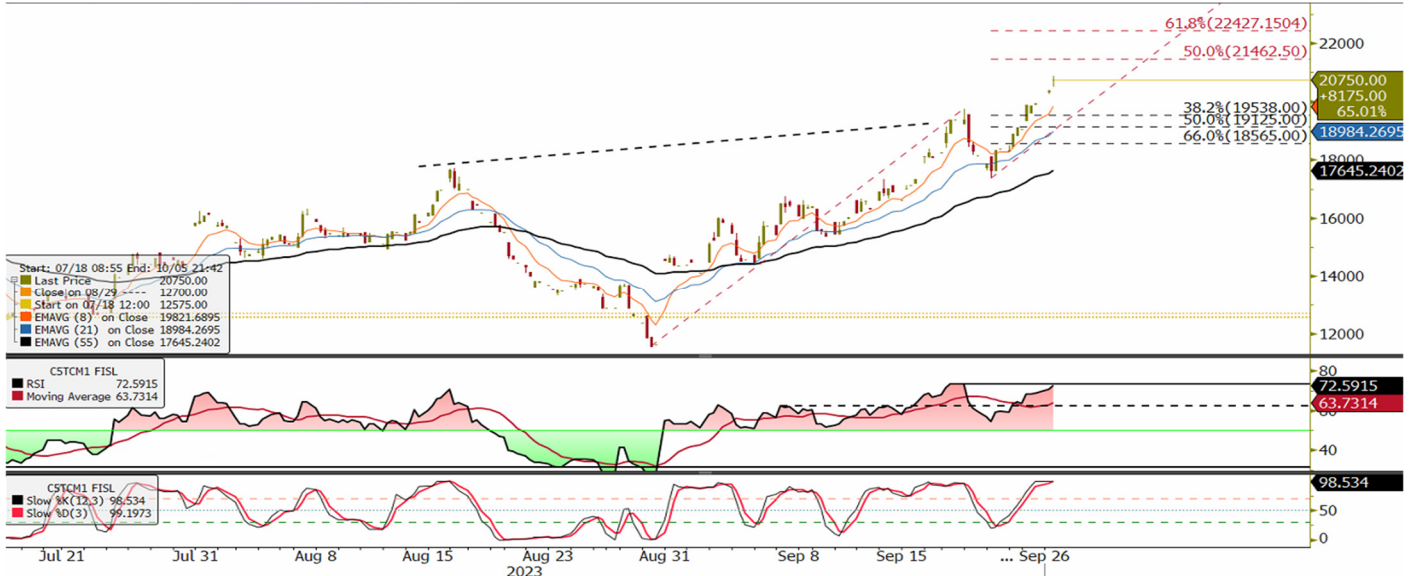 61.8%(22427.1504)
22000
50.0%(21462.50)
20750.00
+8175.00
65.01%
38.2%(19538.00)
50.0%(19125.00)
18984.2695
66.0%(18565.00)
18000
17645.2402
16000
14000
12000
Start: 07/18 08:55 End: 10/05 21:42
Last Price 20750.00
Close on 08/29 ---- 12700.00
Start on 07/18 12:00 12575.00
EMAVG (8) on Close 19821.6895
EMAVG (21) on Close 18984.2695
EMAVG (55) on Close 17645.2402
C5TCM1 FISL
RSI 72.5915
Moving Average 63.7314
80
72.5915
63.7314
60
40
C5TCM1 FISL
Slow %K(12,3) 98.534
Slow %D(3) 99.1973
98.534
50
0
Jul 21 Jul 31 Aug 8 Aug 15 Aug 23 Aug 31 Sep 8 Sep 15 ... Sep 26
2023